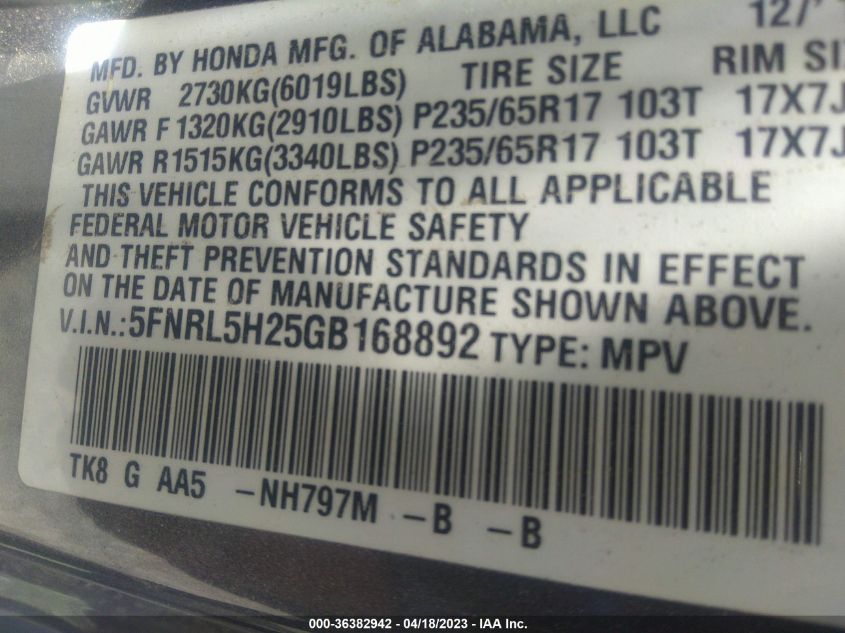 MFD. BY HONDA MFG. OF ALABAMA, LLC 12/
GVWR 2730KG(6019LBS) TIRE SIZE RIM SI
GAWR F 1320KG(2910LBS) P235/65R17 103T 17X7J
GAWR R1515KG(3340LBS) P235/65R17 103T 17X7J
THIS VEHICLE CONFORMS TO ALL APPLICABLE
FEDERAL MOTOR VEHICLE SAFETY
AND THEFT PREVENTION STANDARDS IN EFFECT
ON THE DATE OF MANUFACTURE SHOWN ABOVE.
V.I.N.:5FNRL5H25GB168892 TYPE: MPV
TK8 G AA5 -NH797M -B -B
000-36382942 - 04/18/2023 - IAA Inc.